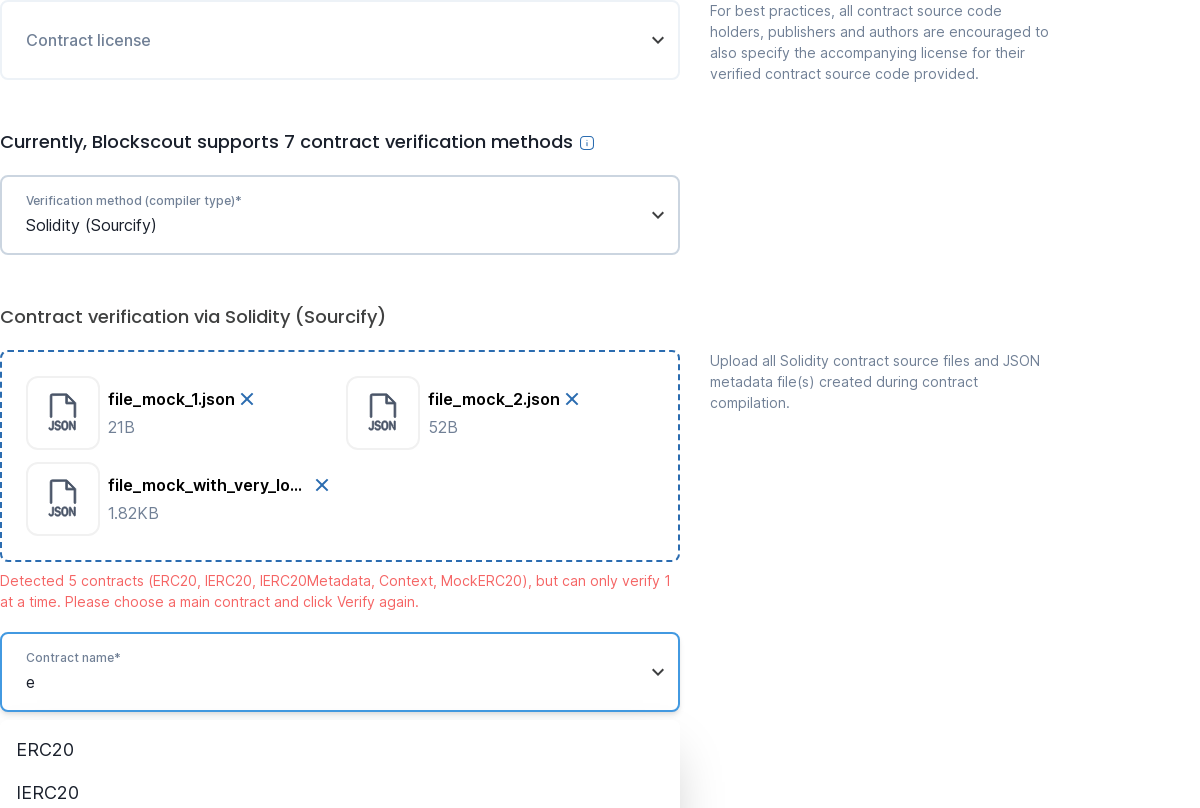 Contract license
For best practices, all contract source code
holders, publishers and authors are encouraged to
also specify the accompanying license for their
verified contract source code provided.
Currently, Blockscout supports 7 contract verification methods
Verification method (compiler type)*
Solidity (Sourcify)
Contract verification via Solidity (Sourcify)
Upload all Solidity contract source files and JSON
metadata file(s) created during contract
compilation.
JSON
file_mock_1.json
21B
JSON
file_mock_2.json
52B
JSON
file_mock_with_very_lo...
1.82KB
Detected 5 contracts (ERC20, IERC20, IERC20Metadata, Context, MockERC20), but can only verify 1
at a time. Please choose a main contract and click Verify again.
Contract name*
e
ERC20
IERC20